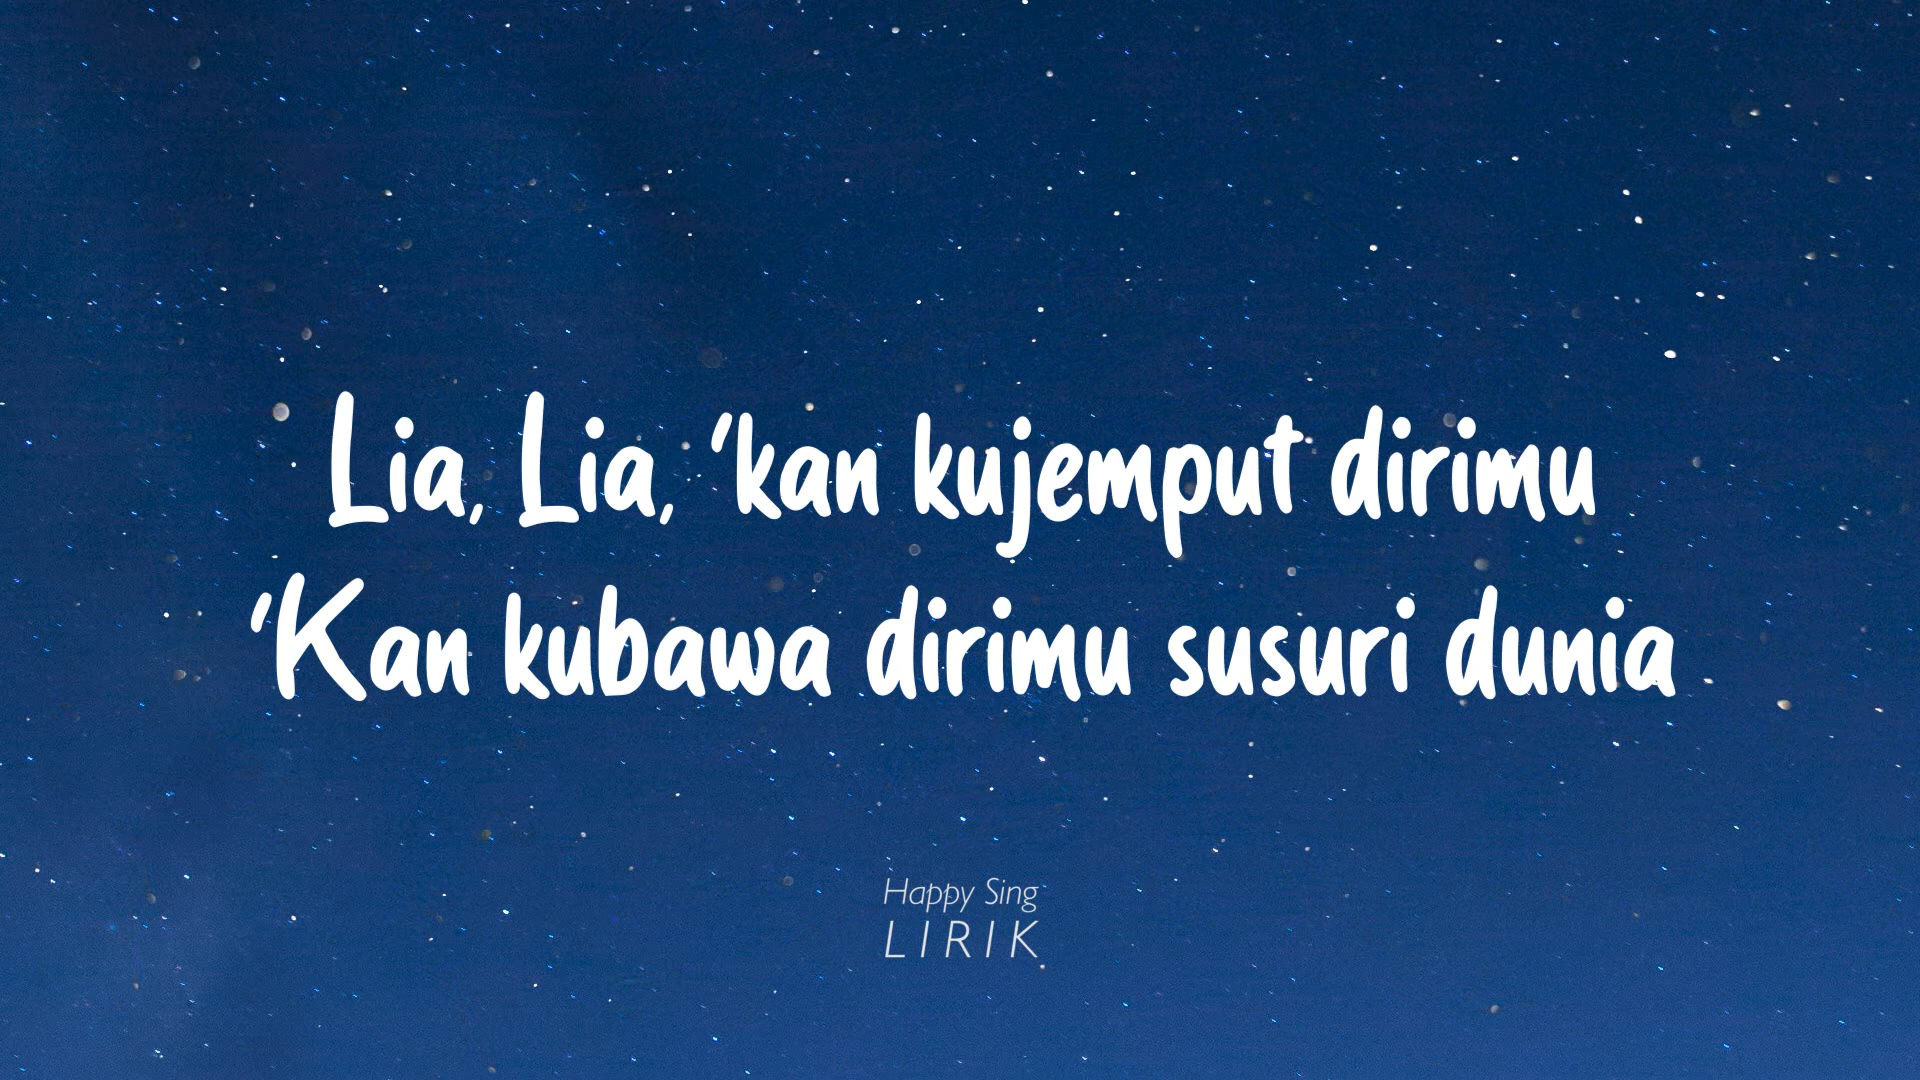 Lia, Lia, ‘kan kujemput dirimu
‘Kan kubawa dirimu susuri dunia
Happy Sing
LIRIK